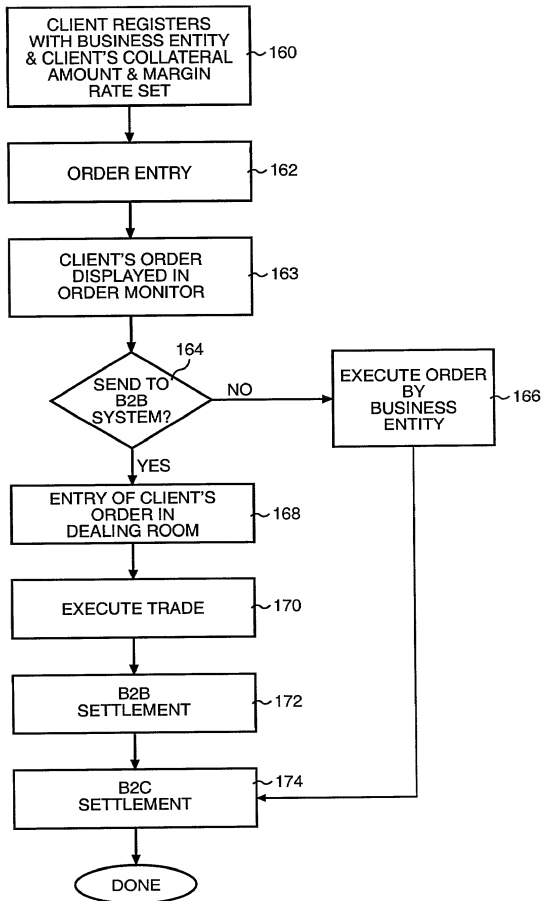 CLIENT REGISTERS
WITH BUSINESS ENTITY
& CLIENT'S COLLATERAL
AMOUNT & MARGIN
RATE SET
160
ORDER ENTRY
162
CLIENT'S ORDER
DISPLAYED IN
ORDER MONITOR
163
164
SEND TO
B2B
SYSTEM?
NO
EXECUTE ORDER
BY
BUSINESS
ENTITY
166
YES
ENTRY OF CLIENT'S
ORDER IN
DEALING ROOM
168
EXECUTE TRADE
170
B2B
SETTLEMENT
172
B2C
SETTLEMENT
174
DONE